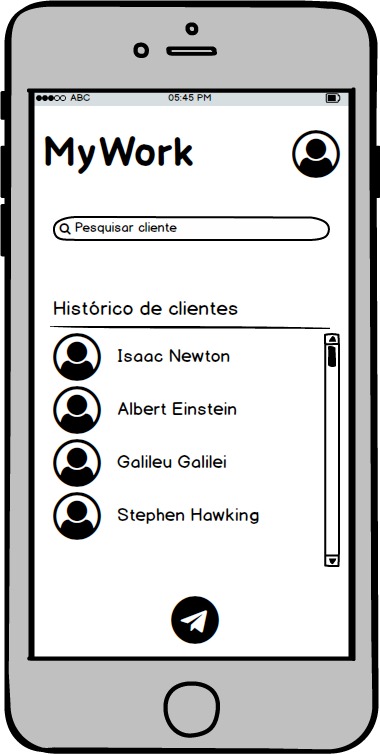 ABC 05:45 PM
MyWork
Pesquisar cliente
Histórico de clientes
Isaac Newton
Albert Einstein
Galileu Galilei
Stephen Hawking